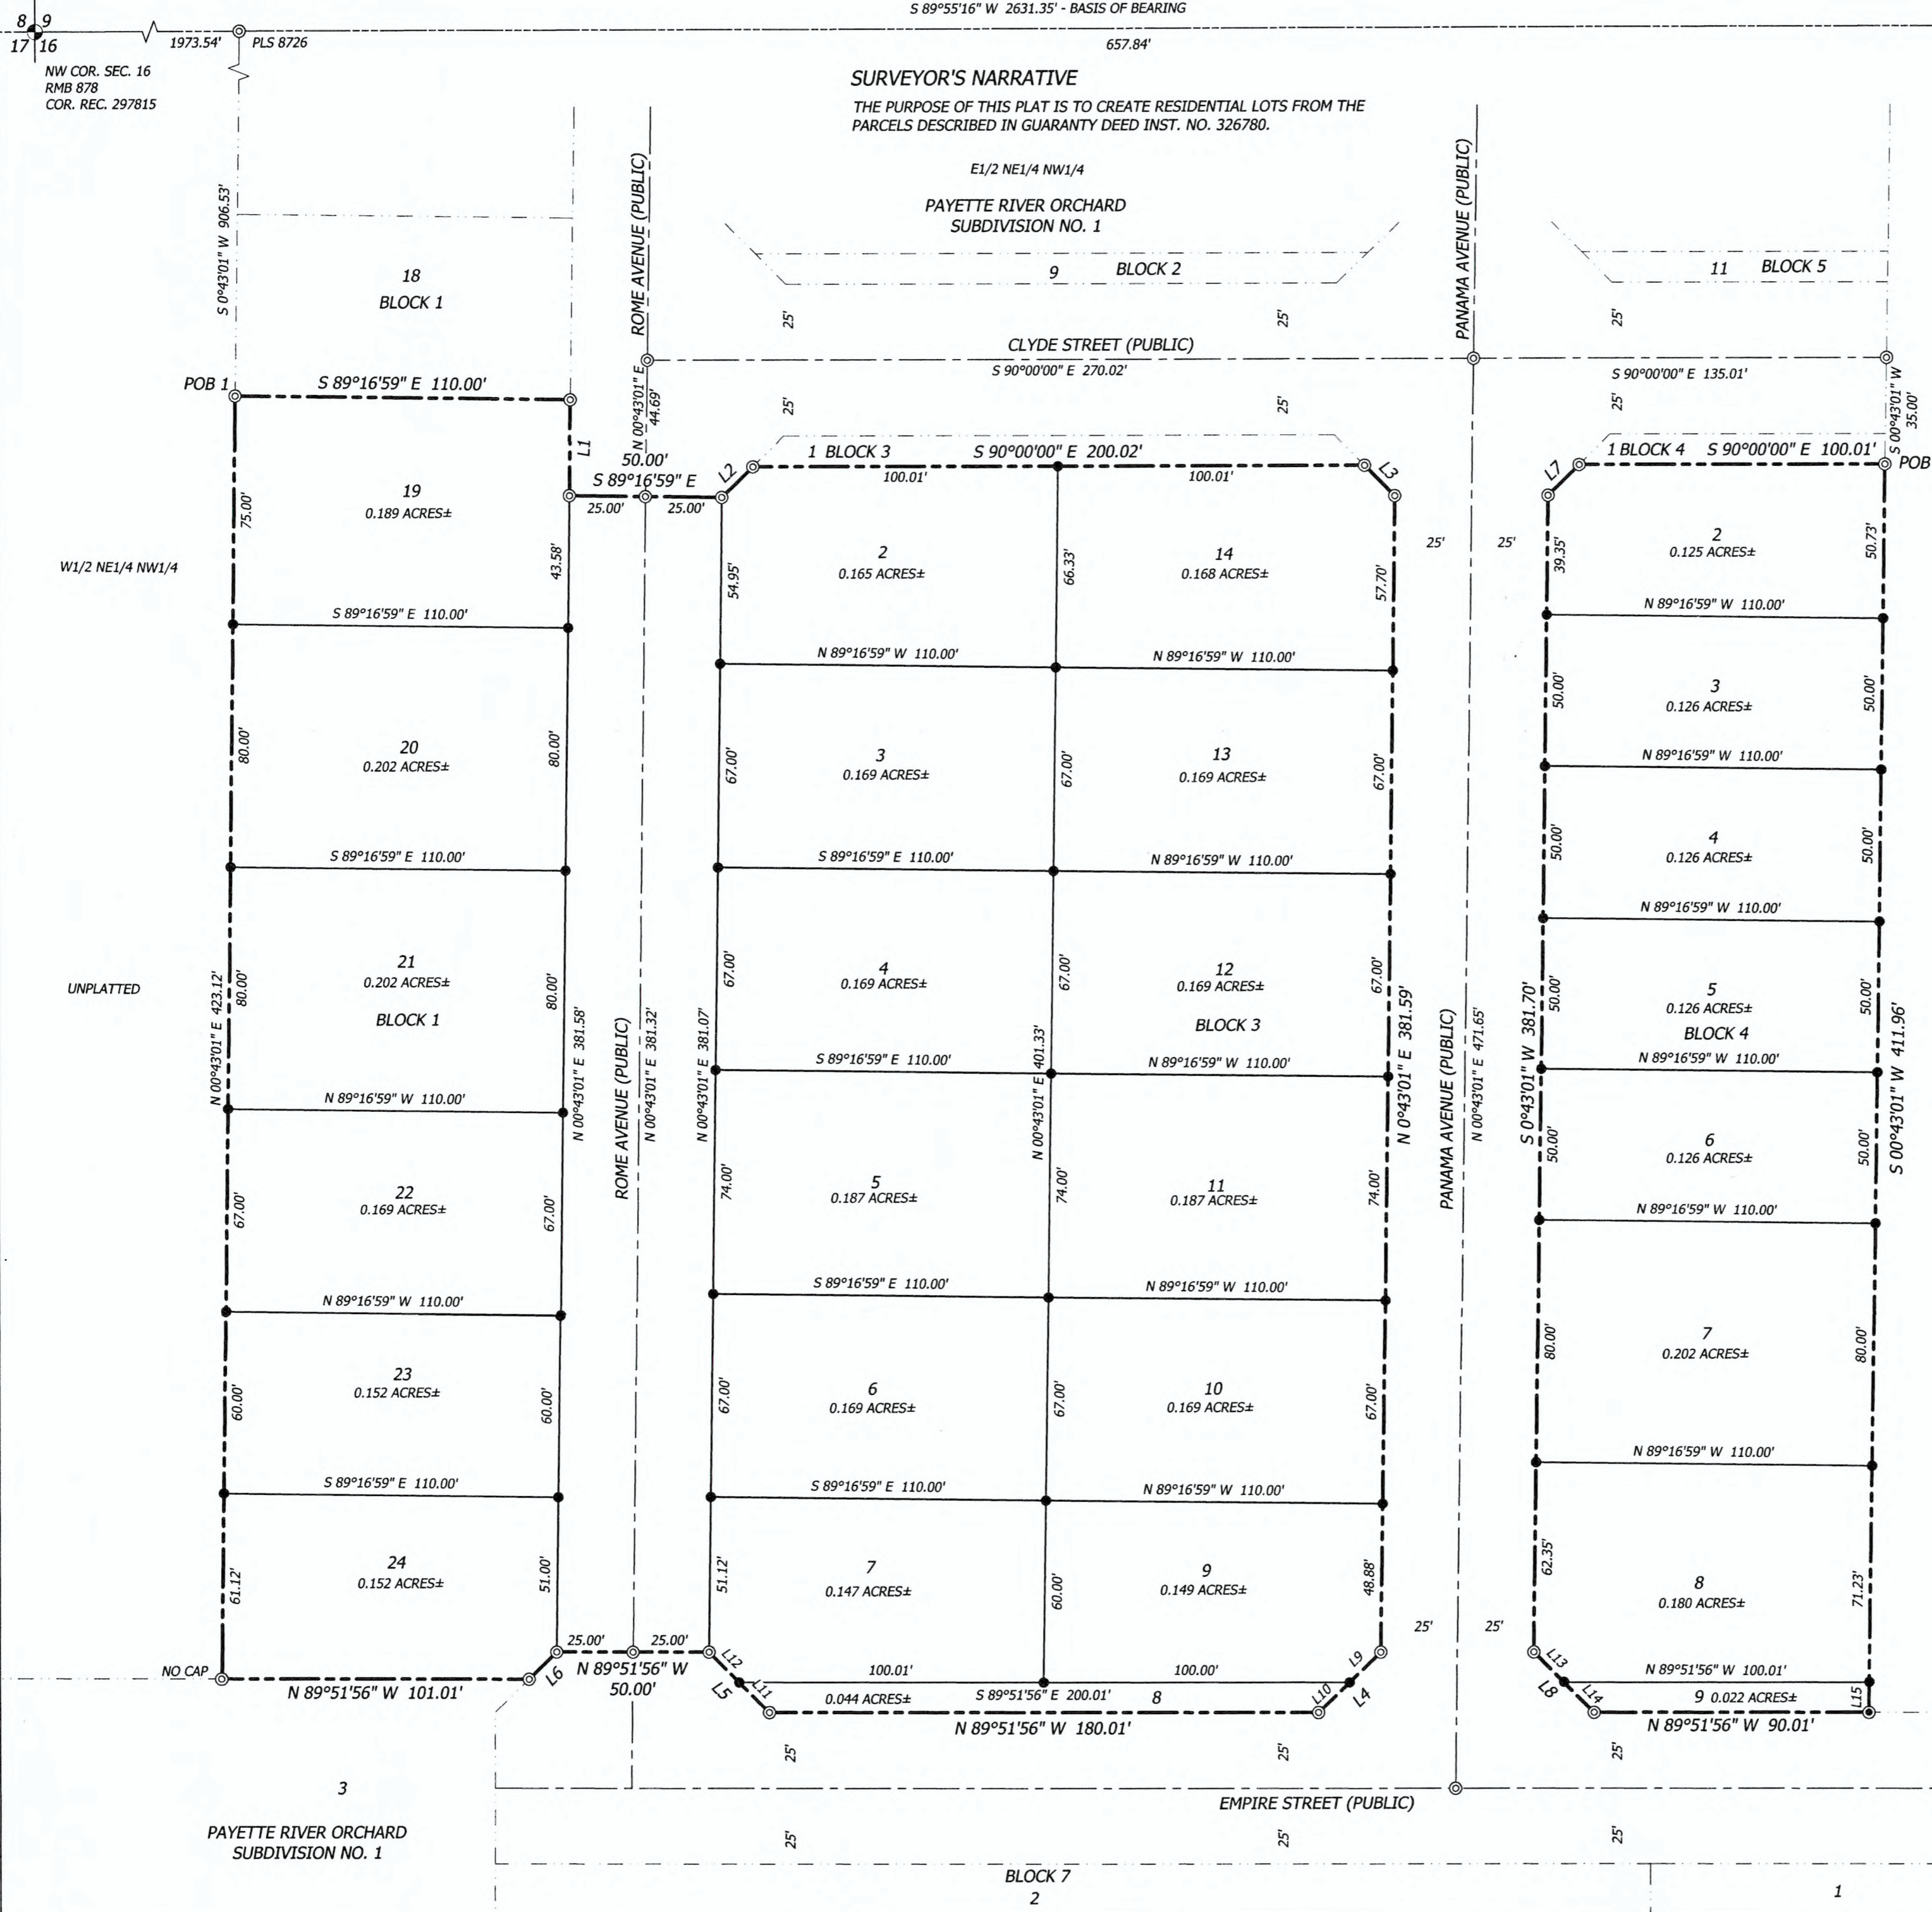 S 89°55'16" W 2631.35' - BASIS OF BEARING
8 9
17 16
1973.54'
PLS 8726
657.84'
NW COR. SEC. 16
RMB 878
COR. REC. 297815
SURVEYOR'S NARRATIVE
THE PURPOSE OF THIS PLAT IS TO CREATE RESIDENTIAL LOTS FROM THE
PARCELS DESCRIBED IN GUARANTY DEED INST. NO. 326780.
E1/2 NE1/4 NW1/4
PAYETTE RIVER ORCHARD
SUBDIVISION NO. 1
S 0°43'01" W 906.53'
ROME AVENUE (PUBLIC)
PANAMA AVENUE (PUBLIC)
18
BLOCK 1
9 BLOCK 2
11 BLOCK 5
25'
25'
25'
CLYDE STREET (PUBLIC)
S 90°00'00" E 270.02'
S 90°00'00" E 135.01'
25'
25'
25'
POB 1
S 89°16'59" E 110.00'
L1
N 00°43'01" E
44.69'
S 00°43'01" W
35.00'
50.00'
S 89°16'59" E
25.00'
25.00'
L2
1 BLOCK 3
S 90°00'00" E 200.02'
100.01'
100.01'
L3
L7
1 BLOCK 4
S 90°00'00" E 100.01'
POB
W1/2 NE1/4 NW1/4
UNPLATTED
75.00'
19
0.189 ACRES±
43.58'
S 89°16'59" E 110.00'
80.00'
20
0.202 ACRES±
80.00'
S 89°16'59" E 110.00'
N 00°43'01" E 423.12'
80.00'
21
0.202 ACRES±
BLOCK 1
80.00'
N 00°43'01" E 381.58'
N 89°16'59" W 110.00'
67.00'
22
0.169 ACRES±
67.00'
N 89°16'59" W 110.00'
60.00'
23
0.152 ACRES±
60.00'
S 89°16'59" E 110.00'
61.12'
24
0.152 ACRES±
51.00'
NO CAP
N 89°51'56" W 101.01'
L6
ROME AVENUE (PUBLIC)
N 00°43'01" E 381.32'
25.00'
25.00'
N 89°51'56" W
50.00'
54.95'
2
0.165 ACRES±
66.33'
14
0.168 ACRES±
57.70'
N 89°16'59" W 110.00'
N 89°16'59" W 110.00'
67.00'
3
0.169 ACRES±
67.00'
13
0.169 ACRES±
67.00'
S 89°16'59" E 110.00'
N 89°16'59" W 110.00'
67.00'
4
0.169 ACRES±
67.00'
12
0.169 ACRES±
67.00'
BLOCK 3
N 00°43'01" E 381.07'
N 00°43'01" E 401.33'
N 0°43'01" E 381.59'
S 89°16'59" E 110.00'
N 89°16'59" W 110.00'
74.00'
5
0.187 ACRES±
74.00'
11
0.187 ACRES±
74.00'
S 89°16'59" E 110.00'
N 89°16'59" W 110.00'
67.00'
6
0.169 ACRES±
67.00'
10
0.169 ACRES±
67.00'
S 89°16'59" E 110.00'
N 89°16'59" W 110.00'
51.12'
7
0.147 ACRES±
60.00'
9
0.149 ACRES±
48.88'
L12
L5
L11
100.01'
100.00'
0.044 ACRES±
S 89°51'56" E 200.01'
8
L9
L10
L4
N 89°51'56" W 180.01'
25'
25'
PANAMA AVENUE (PUBLIC)
N 00°43'01" E 471.65'
25'
25'
39.35'
2
0.125 ACRES±
50.73'
N 89°16'59" W 110.00'
50.00'
3
0.126 ACRES±
50.00'
N 89°16'59" W 110.00'
50.00'
4
0.126 ACRES±
50.00'
N 89°16'59" W 110.00'
S 0°43'01" W 381.70'
50.00'
5
0.126 ACRES±
BLOCK 4
50.00'
S 00°43'01" W 411.96'
N 89°16'59" W 110.00'
50.00'
6
0.126 ACRES±
50.00'
N 89°16'59" W 110.00'
80.00'
7
0.202 ACRES±
80.00'
N 89°16'59" W 110.00'
62.35'
8
0.180 ACRES±
71.23'
L13
L8
L14
N 89°51'56" W 100.01'
9 0.022 ACRES±
L15
N 89°51'56" W 90.01'
25'
25'
25'
EMPIRE STREET (PUBLIC)
25'
25'
25'
3
PAYETTE RIVER ORCHARD
SUBDIVISION NO. 1
BLOCK 7
2
1